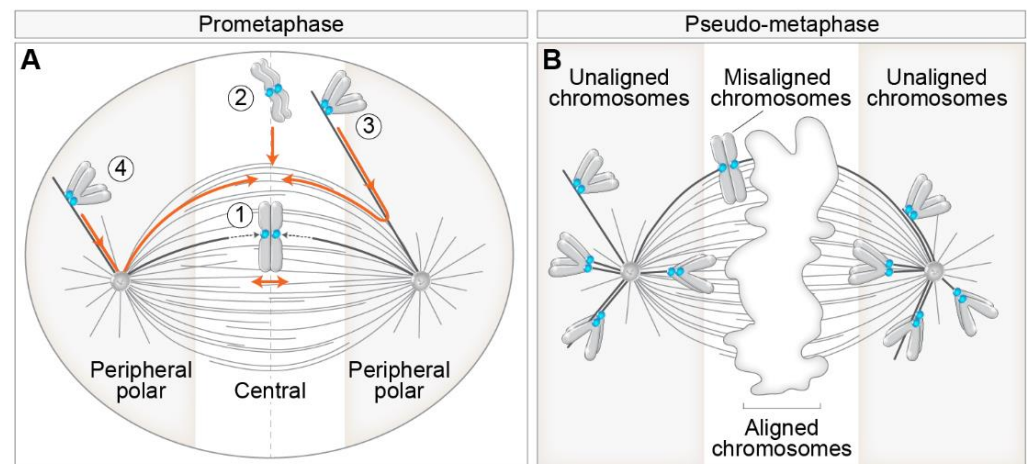 Prometaphase
Pseudo-metaphase
A
2
3
4
1
Peripheral
polar
Central
Peripheral
polar
B
Unaligned
chromosomes
Misaligned
chromosomes
Unaligned
chromosomes
Aligned
chromosomes